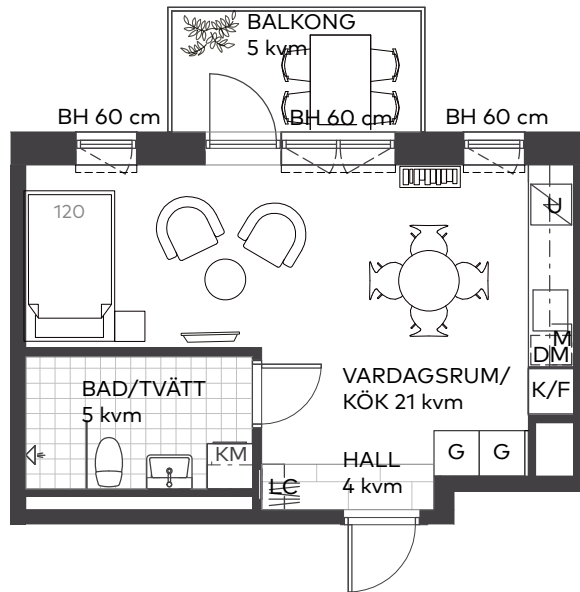 BALKONG
5 kvm
BH 60 cm
BH 60 cm
BH 60 cm
120
U
M
DM
K/F
VARDAGSRUM/
KÖK 21 kvm
BAD/TVÄTT
5 kvm
KM
G
G
HALL
4 kvm
LC